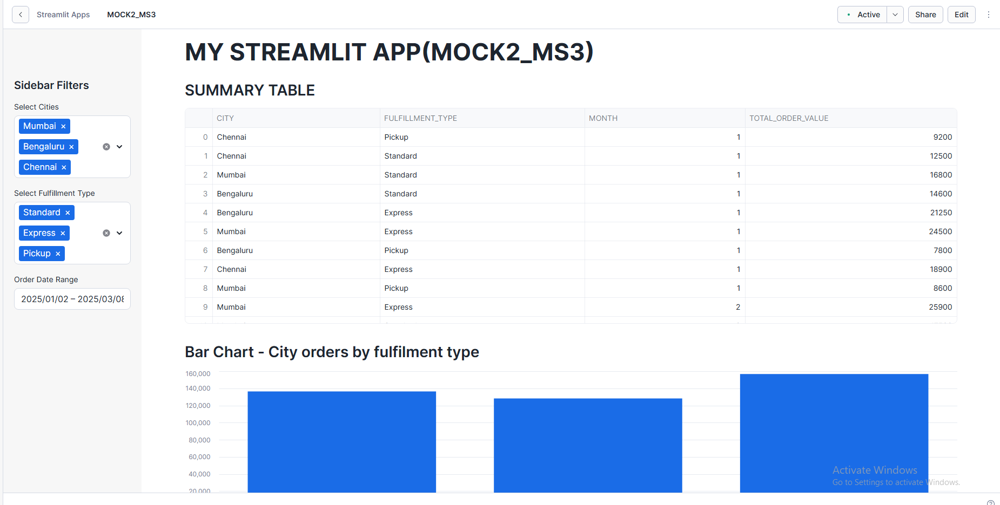 Streamlit Apps MOCK2_MS3 Active Share Edit
MY STREAMLIT APP(MOCK2_MS3)
Sidebar Filters
Select Cities
Mumbai
Bengaluru
Chennai
Select Fulfillment Type
Standard
Express
Pickup
Order Date Range
2025/01/02 – 2025/03/08
SUMMARY TABLE
CITY FULFILLMENT_TYPE MONTH TOTAL_ORDER_VALUE
0 Chennai Pickup 1 9200
1 Chennai Standard 1 12500
2 Mumbai Standard 1 16800
3 Bengaluru Standard 1 14600
4 Bengaluru Express 1 21250
5 Mumbai Express 1 24500
6 Bengaluru Pickup 1 7800
7 Chennai Express 1 18900
8 Mumbai Pickup 1 8600
9 Mumbai Express 2 25900
Bar Chart - City orders by fulfilment type
160,000
140,000
120,000
100,000
80,000
60,000
40,000
20,000
Activate Windows
Go to Settings to activate Windows.